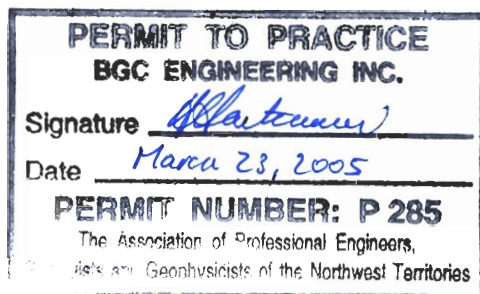 PERMIT TO PRACTICE
BGC ENGINEERING INC.
Signature
Date March 23, 2005
PERMIT NUMBER: P 285
The Association of Professional Engineers,
Geophysicists of the Northwest Territories